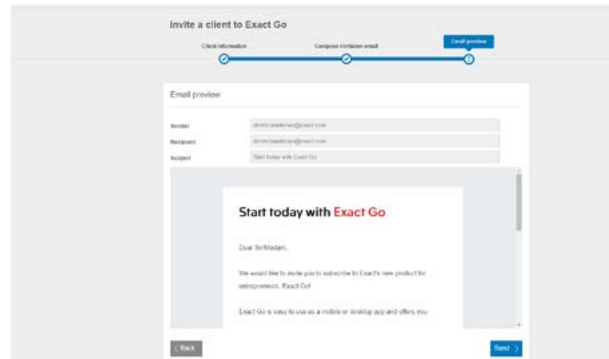 Invite a client to Exact Go
Client information
Compose invitation email
Email preview
Email preview
Sender
Recipient
Subject
Start today with Exact Go
Start today with Exact Go
Dear Sir/Madam,
We would like to invite you to subscribe to Exact's new product for
entrepreneurs, Exact Go!
Exact Go is easy to use as a mobile or desktop app and offers you
< Back
Send >